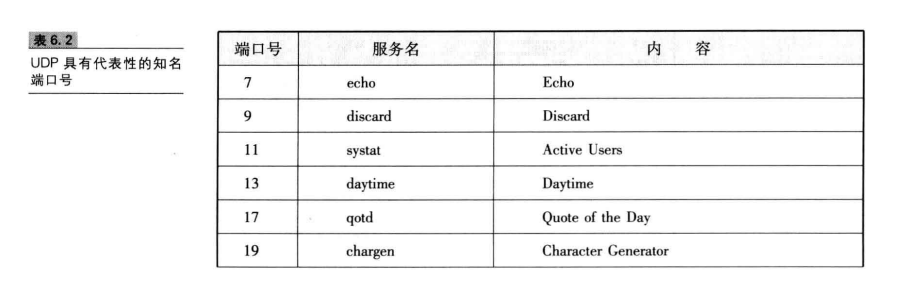 表 6.2
UDP 具有代表性的知名
端口号
端口号 服务名 内 容
7 echo Echo
9 discard Discard
11 systat Active Users
13 daytime Daytime
17 qotd Quote of the Day
19 chargen Character Generator